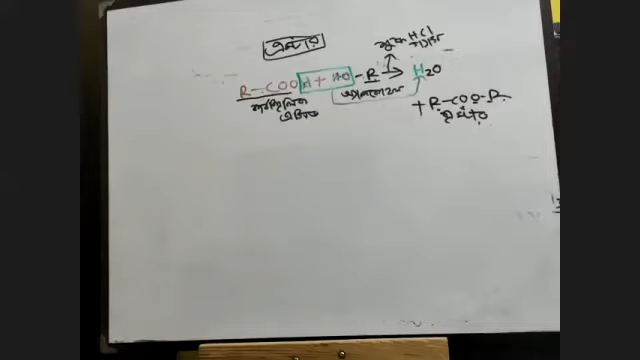 এস্টার
শুষ্ক HCl
গ্যাস
R-COOH + HO-R → H2O
কার্বক্সিলিক
এসিড
অ্যালকোহল
+ R-COO-R